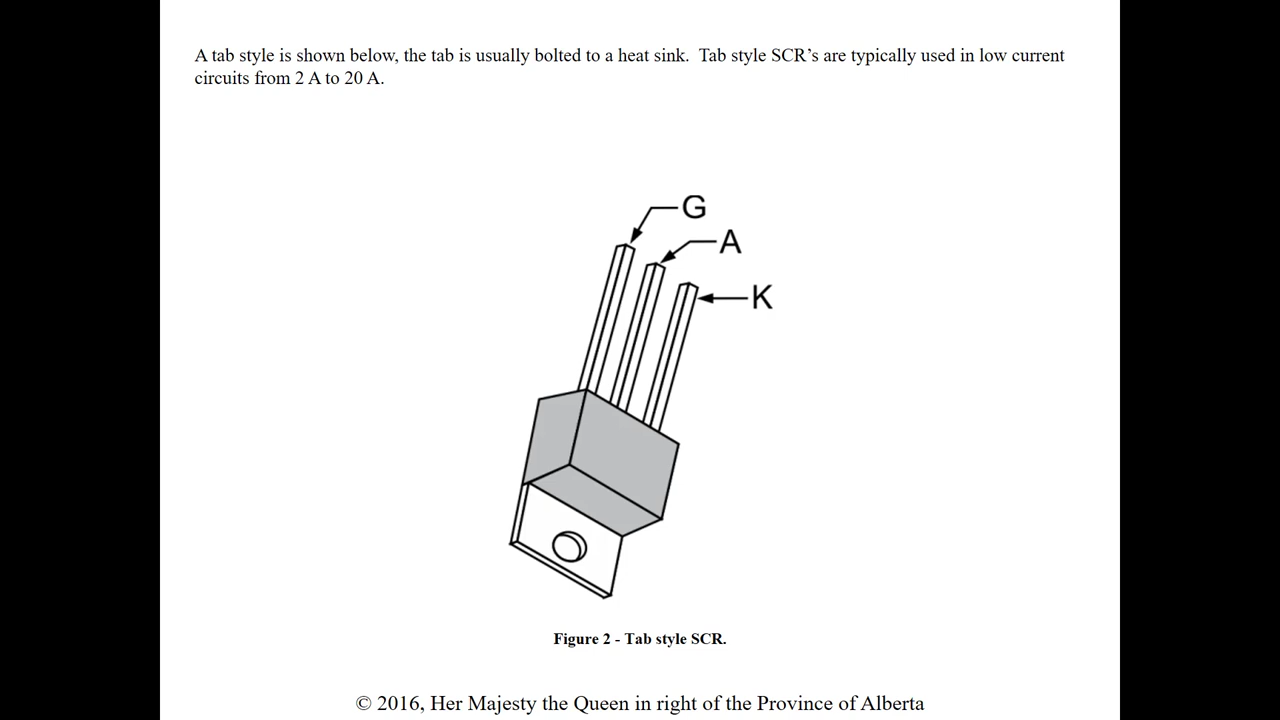 A tab style is shown below, the tab is usually bolted to a heat sink.  Tab style SCR’s are typically used in low current
circuits from 2 A to 20 A.
G
A
K
Figure 2 - Tab style SCR.
© 2016, Her Majesty the Queen in right of the Province of Alberta